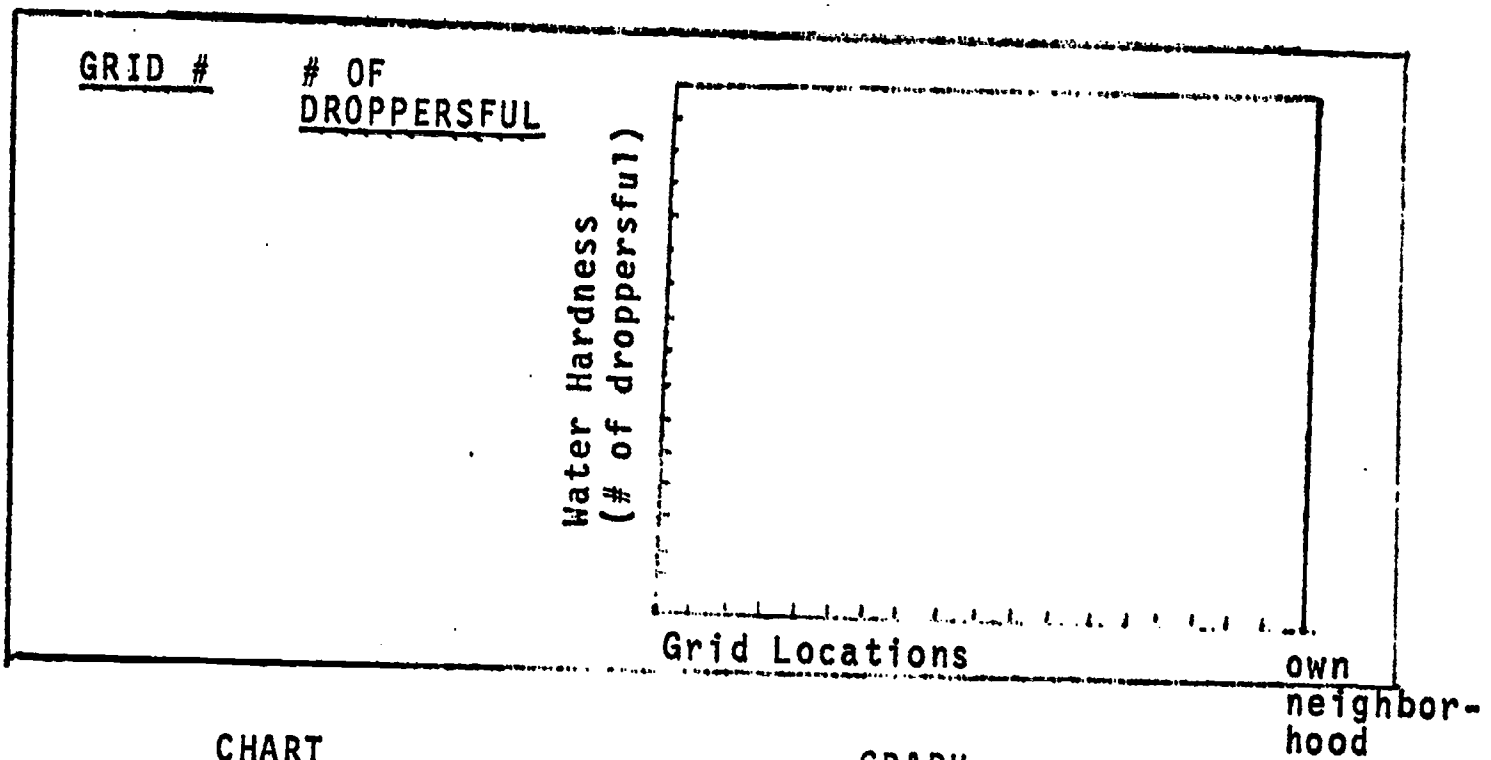 GRID #
# OF
DROPPERSFUL
Water Hardness
(# of droppersful)
Grid Locations
own
neighbor-
hood
CHART
GRAPH